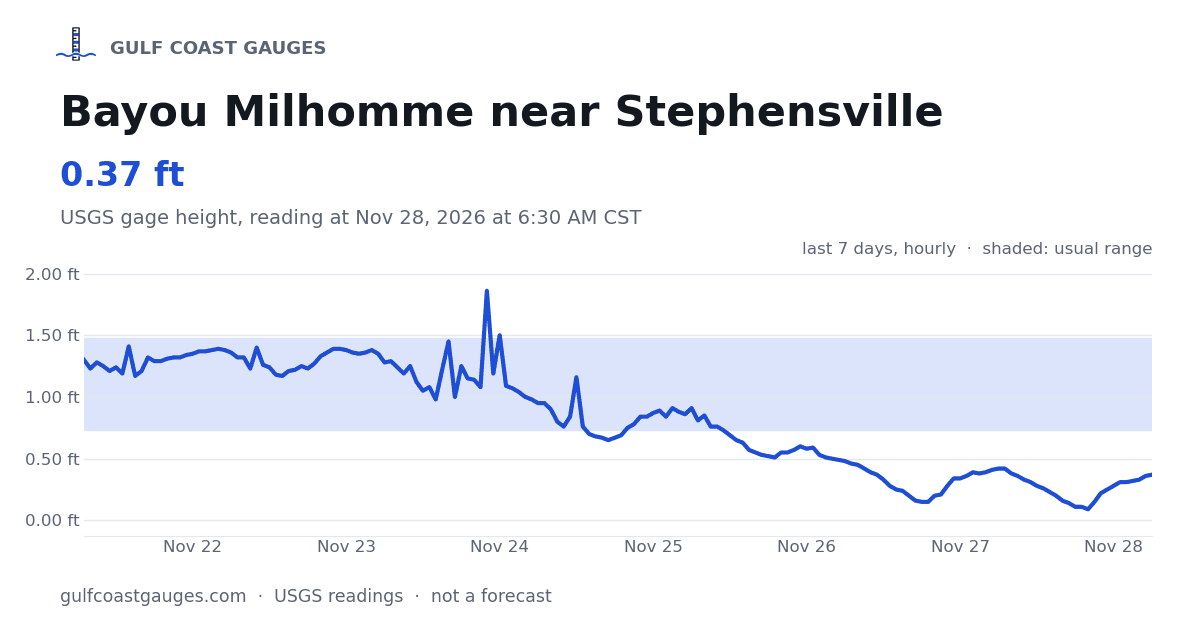 GULF COAST GAUGES
Bayou Milhomme near Stephensville
0.37 ft
USGS gage height, reading at Nov 28, 2026 at 6:30 AM CST
last 7 days, hourly · shaded: usual range
2.00 ft
1.50 ft
1.00 ft
0.50 ft
0.00 ft
Nov 22 Nov 23 Nov 24 Nov 25 Nov 26 Nov 27 Nov 28
gulfcoastgauges.com · USGS readings · not a forecast